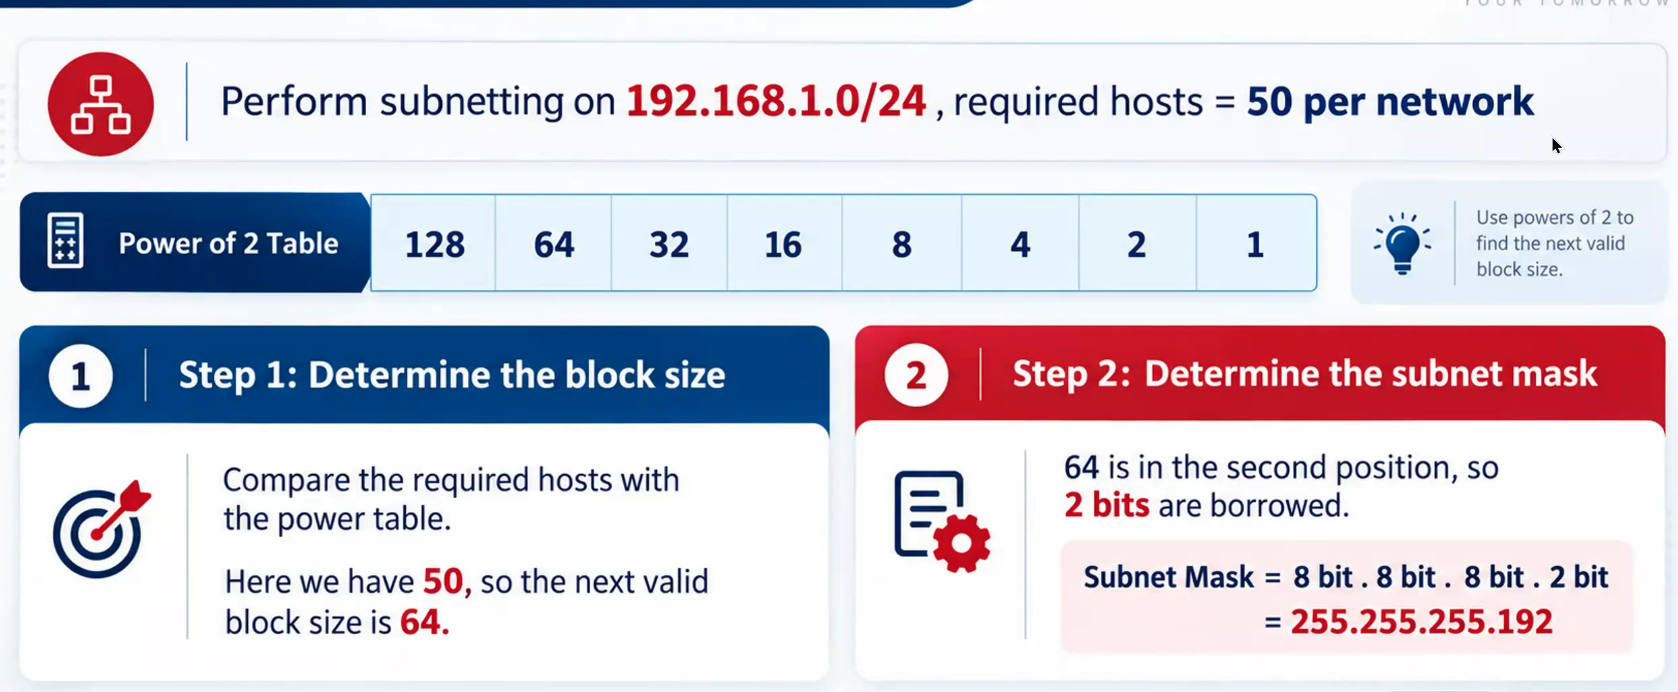 YOUR TOMORROW
Perform subnetting on 192.168.1.0/24 , required hosts = 50 per network
Power of 2 Table 128 64 32 16 8 4 2 1
Use powers of 2 to
find the next valid
block size.
1 Step 1: Determine the block size
Compare the required hosts with
the power table.
Here we have 50, so the next valid
block size is 64.
2 Step 2: Determine the subnet mask
64 is in the second position, so
2 bits are borrowed.
Subnet Mask = 8 bit . 8 bit . 8 bit . 2 bit
= 255.255.255.192